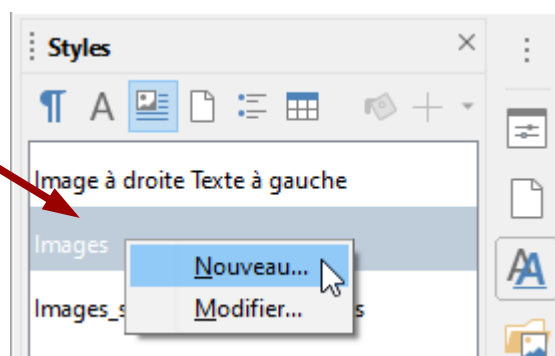 Styles
Image à droite Texte à gauche
Images
Nouveau...
Images_s
Modifier...
s